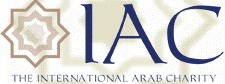 IAC
THE INTERNATIONAL ARAB CHARITY